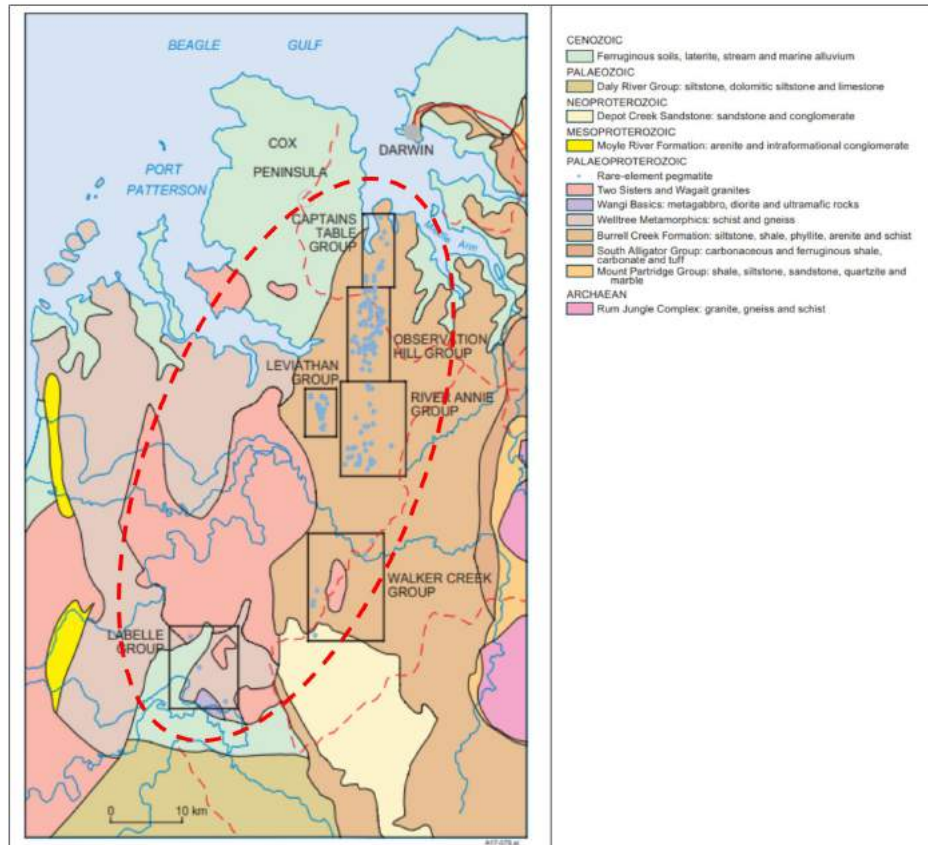 BEAGLE GULF
COX
PENINSULA
DARWIN
PORT
PATTERSON
CAPTAINS
TABLE
GROUP
Middle Arm
OBSERVATION
HILL GROUP
LEVIATHAN
GROUP
RIVER ANNIE
GROUP
WALKER CREEK
GROUP
LABELLE
GROUP
0 10 km
CENOZOIC
Ferruginous soils, laterite, stream and marine alluvium
PALAEOZOIC
Daly River Group: siltstone, dolomitic siltstone and limestone
NEOPROTEROZOIC
Depot Creek Sandstone: sandstone and conglomerate
MESOPROTEROZOIC
Moyle River Formation: arenite and intraformational conglomerate
PALAEOPROTEROZOIC
Rare-element pegmatite
Two Sisters and Wagait granites
Wangi Basics: metagabbro, diorite and ultramafic rocks
Welltree Metamorphics: schist and gneiss
Burrell Creek Formation: siltstone, shale, phyllite, arenite and schist
South Alligator Group: carbonaceous and ferruginous shale,
carbonate and tuff
Mount Partridge Group: shale, siltstone, sandstone, quartzite and
marble
ARCHAEAN
Rum Jungle Complex: granite, gneiss and schist